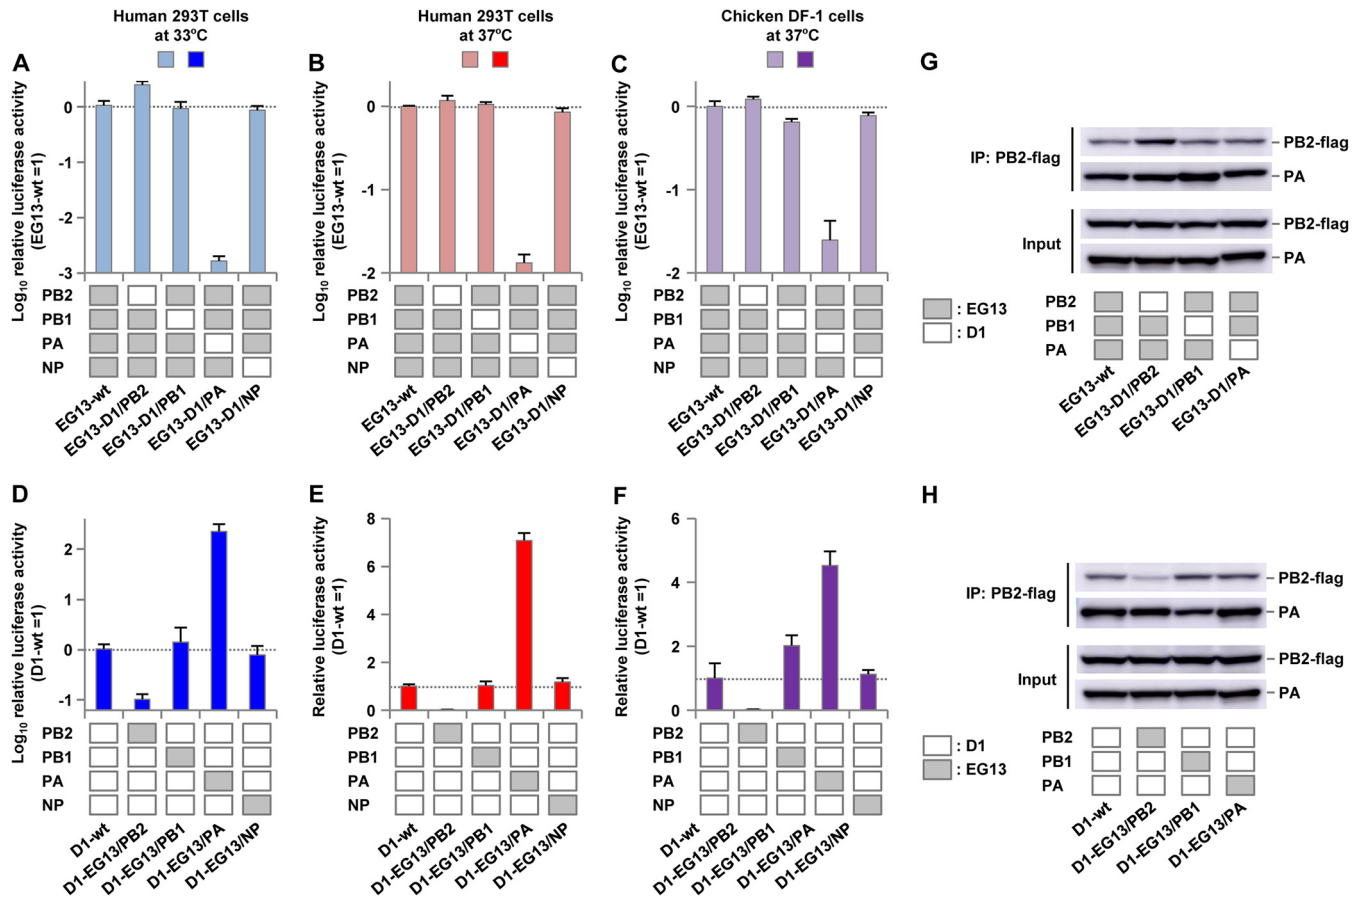 Human 293T cells
at 33°C
Human 293T cells
at 37°C
Chicken DF-1 cells
at 37°C
A
Log10 relative luciferase activity
(EG13-wt =1)
0
-1
-2
-3
PB2
PB1
PA
NP
EG13-wt
EG13-D1/PB2
EG13-D1/PB1
EG13-D1/PA
EG13-D1/NP
B
Log10 relative luciferase activity
(EG13-wt =1)
0
-1
-2
PB2
PB1
PA
NP
EG13-wt
EG13-D1/PB2
EG13-D1/PB1
EG13-D1/PA
EG13-D1/NP
C
Log10 relative luciferase activity
(EG13-wt =1)
0
-1
-2
PB2
PB1
PA
NP
EG13-wt
EG13-D1/PB2
EG13-D1/PB1
EG13-D1/PA
EG13-D1/NP
G
IP: PB2-flag
PB2-flag
PA
Input
PB2-flag
PA
: EG13
: D1
PB2
PB1
PA
EG13-wt
EG13-D1/PB2
EG13-D1/PB1
EG13-D1/PA
D
Log10 relative luciferase activity
(D1-wt =1)
2
1
0
-1
PB2
PB1
PA
NP
D1-wt
D1-EG13/PB2
D1-EG13/PB1
D1-EG13/PA
D1-EG13/NP
E
Relative luciferase activity
(D1-wt =1)
8
6
4
2
1
0
PB2
PB1
PA
NP
D1-wt
D1-EG13/PB2
D1-EG13/PB1
D1-EG13/PA
D1-EG13/NP
F
Relative luciferase activity
(D1-wt =1)
6
4
2
1
0
PB2
PB1
PA
NP
D1-wt
D1-EG13/PB2
D1-EG13/PB1
D1-EG13/PA
D1-EG13/NP
H
IP: PB2-flag
PB2-flag
PA
Input
PB2-flag
PA
: D1
: EG13
PB2
PB1
PA
D1-wt
D1-EG13/PB2
D1-EG13/PB1
D1-EG13/PA